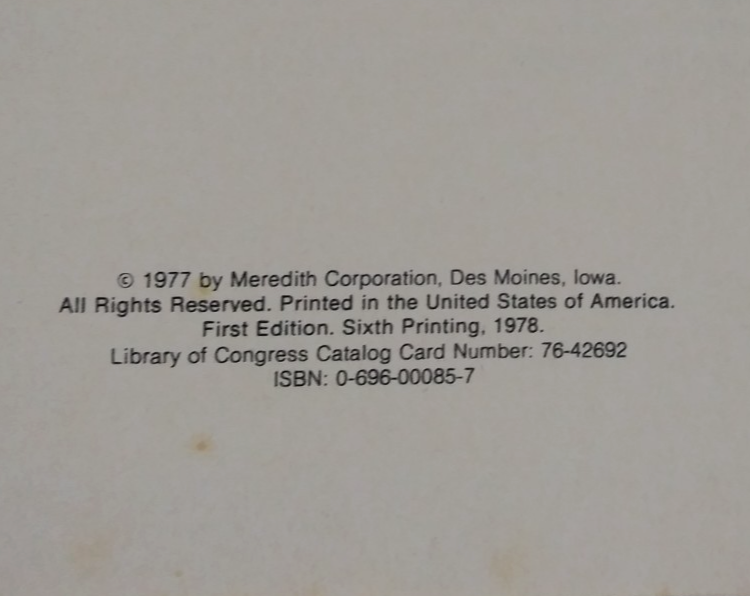 © 1977 by Meredith Corporation, Des Moines, Iowa.
All Rights Reserved. Printed in the United States of America.
First Edition. Sixth Printing, 1978.
Library of Congress Catalog Card Number: 76-42692
ISBN: 0-696-00085-7